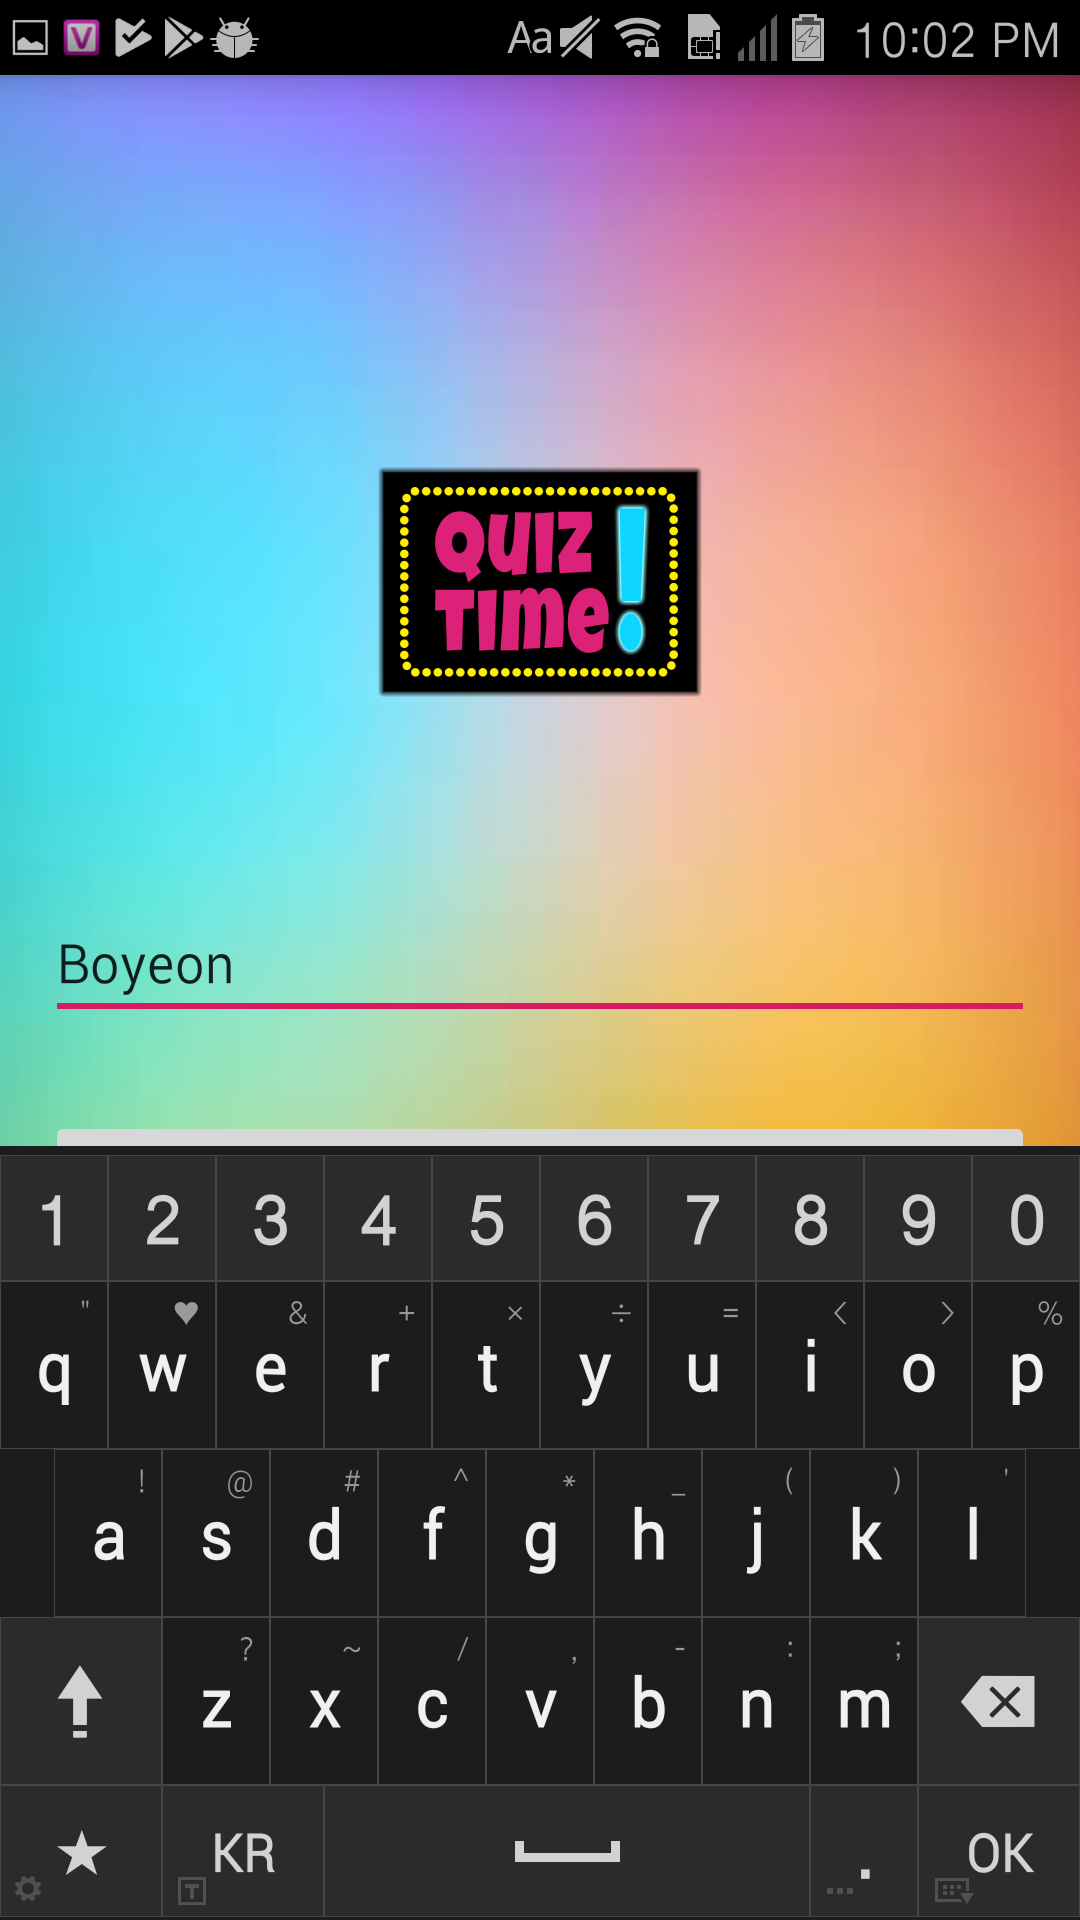 Aa 10:02 PM
QUIZ
TIME!
Boyeon
1 2 3 4 5 6 7 8 9 0
" ♥ & + × ÷ = < > %
q w e r t y u i o p
! @ # ^ * _ ( ) '
a s d f g h j k l
? ~ / , - : ;
z x c v b n m
KR . OK